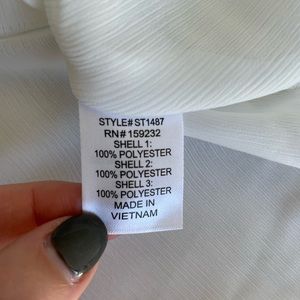 STYLE# ST1487
RN# 159232
SHELL 1:
100% POLYESTER
SHELL 2:
100% POLYESTER
SHELL 3:
100% POLYESTER
MADE IN
VIETNAM